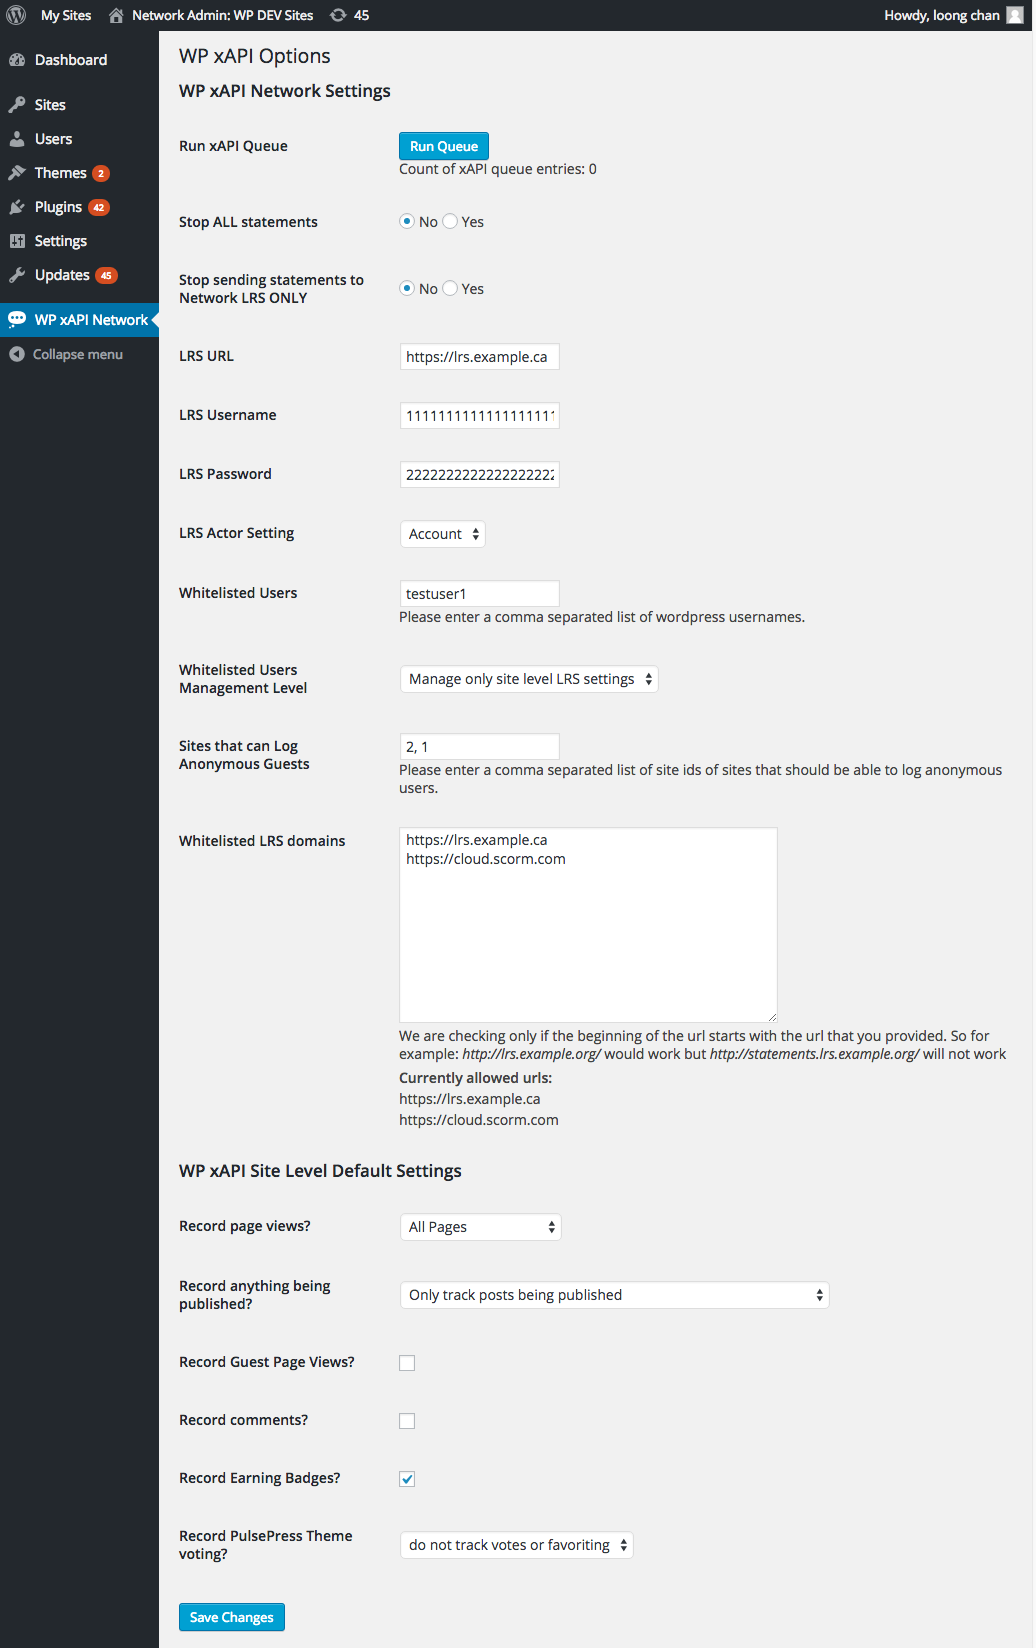 My Sites Network Admin: WP DEV Sites 45 Howdy, loong chan
Dashboard
Sites
Users
Themes 2
Plugins 42
Settings
Updates 45
WP xAPI Network
Collapse menu
WP xAPI Options
WP xAPI Network Settings
Run xAPI Queue Run Queue
Count of xAPI queue entries: 0
Stop ALL statements No Yes
Stop sending statements to
Network LRS ONLY No Yes
LRS URL https://lrs.example.ca
LRS Username
LRS Password
LRS Actor Setting Account
Whitelisted Users testuser1
Please enter a comma separated list of wordpress usernames.
Whitelisted Users
Management Level Manage only site level LRS settings
Sites that can Log
Anonymous Guests 2, 1
Please enter a comma separated list of site ids of sites that should be able to log anonymous
users.
Whitelisted LRS domains https://lrs.example.ca
https://cloud.scorm.com
We are checking only if the beginning of the url starts with the url that you provided. So for
example: http://lrs.example.org/ would work but http://statements.lrs.example.org/ will not work
Currently allowed urls:
https://lrs.example.ca
https://cloud.scorm.com
WP xAPI Site Level Default Settings
Record page views? All Pages
Record anything being
published? Only track posts being published
Record Guest Page Views?
Record comments?
Record Earning Badges?
Record PulsePress Theme
voting? do not track votes or favoriting
Save Changes